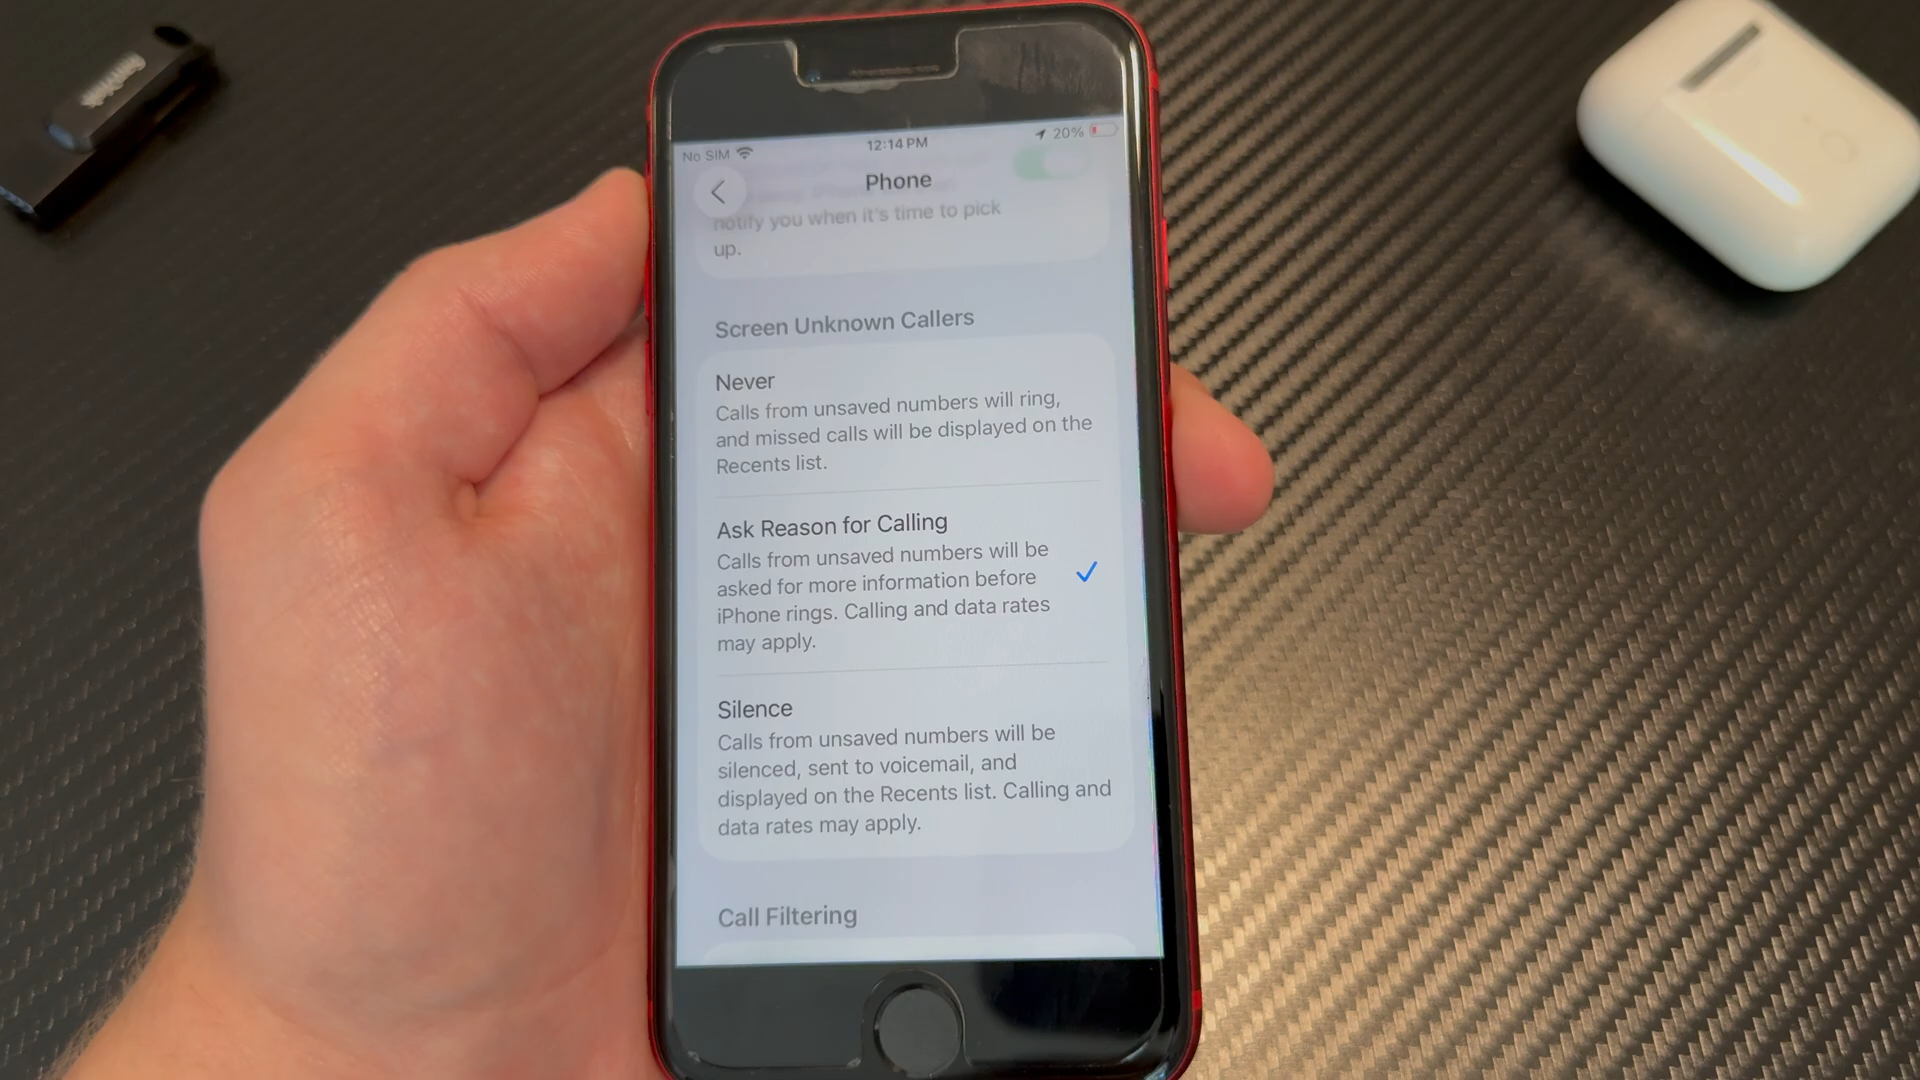 No SIM
12:14 PM
20%
Phone
notify you when it's time to pick
up.
Screen Unknown Callers
Never
Calls from unsaved numbers will ring,
and missed calls will be displayed on the
Recents list.
Ask Reason for Calling
Calls from unsaved numbers will be
asked for more information before
iPhone rings. Calling and data rates
may apply.
Silence
Calls from unsaved numbers will be
silenced, sent to voicemail, and
displayed on the Recents list. Calling and
data rates may apply.
Call Filtering